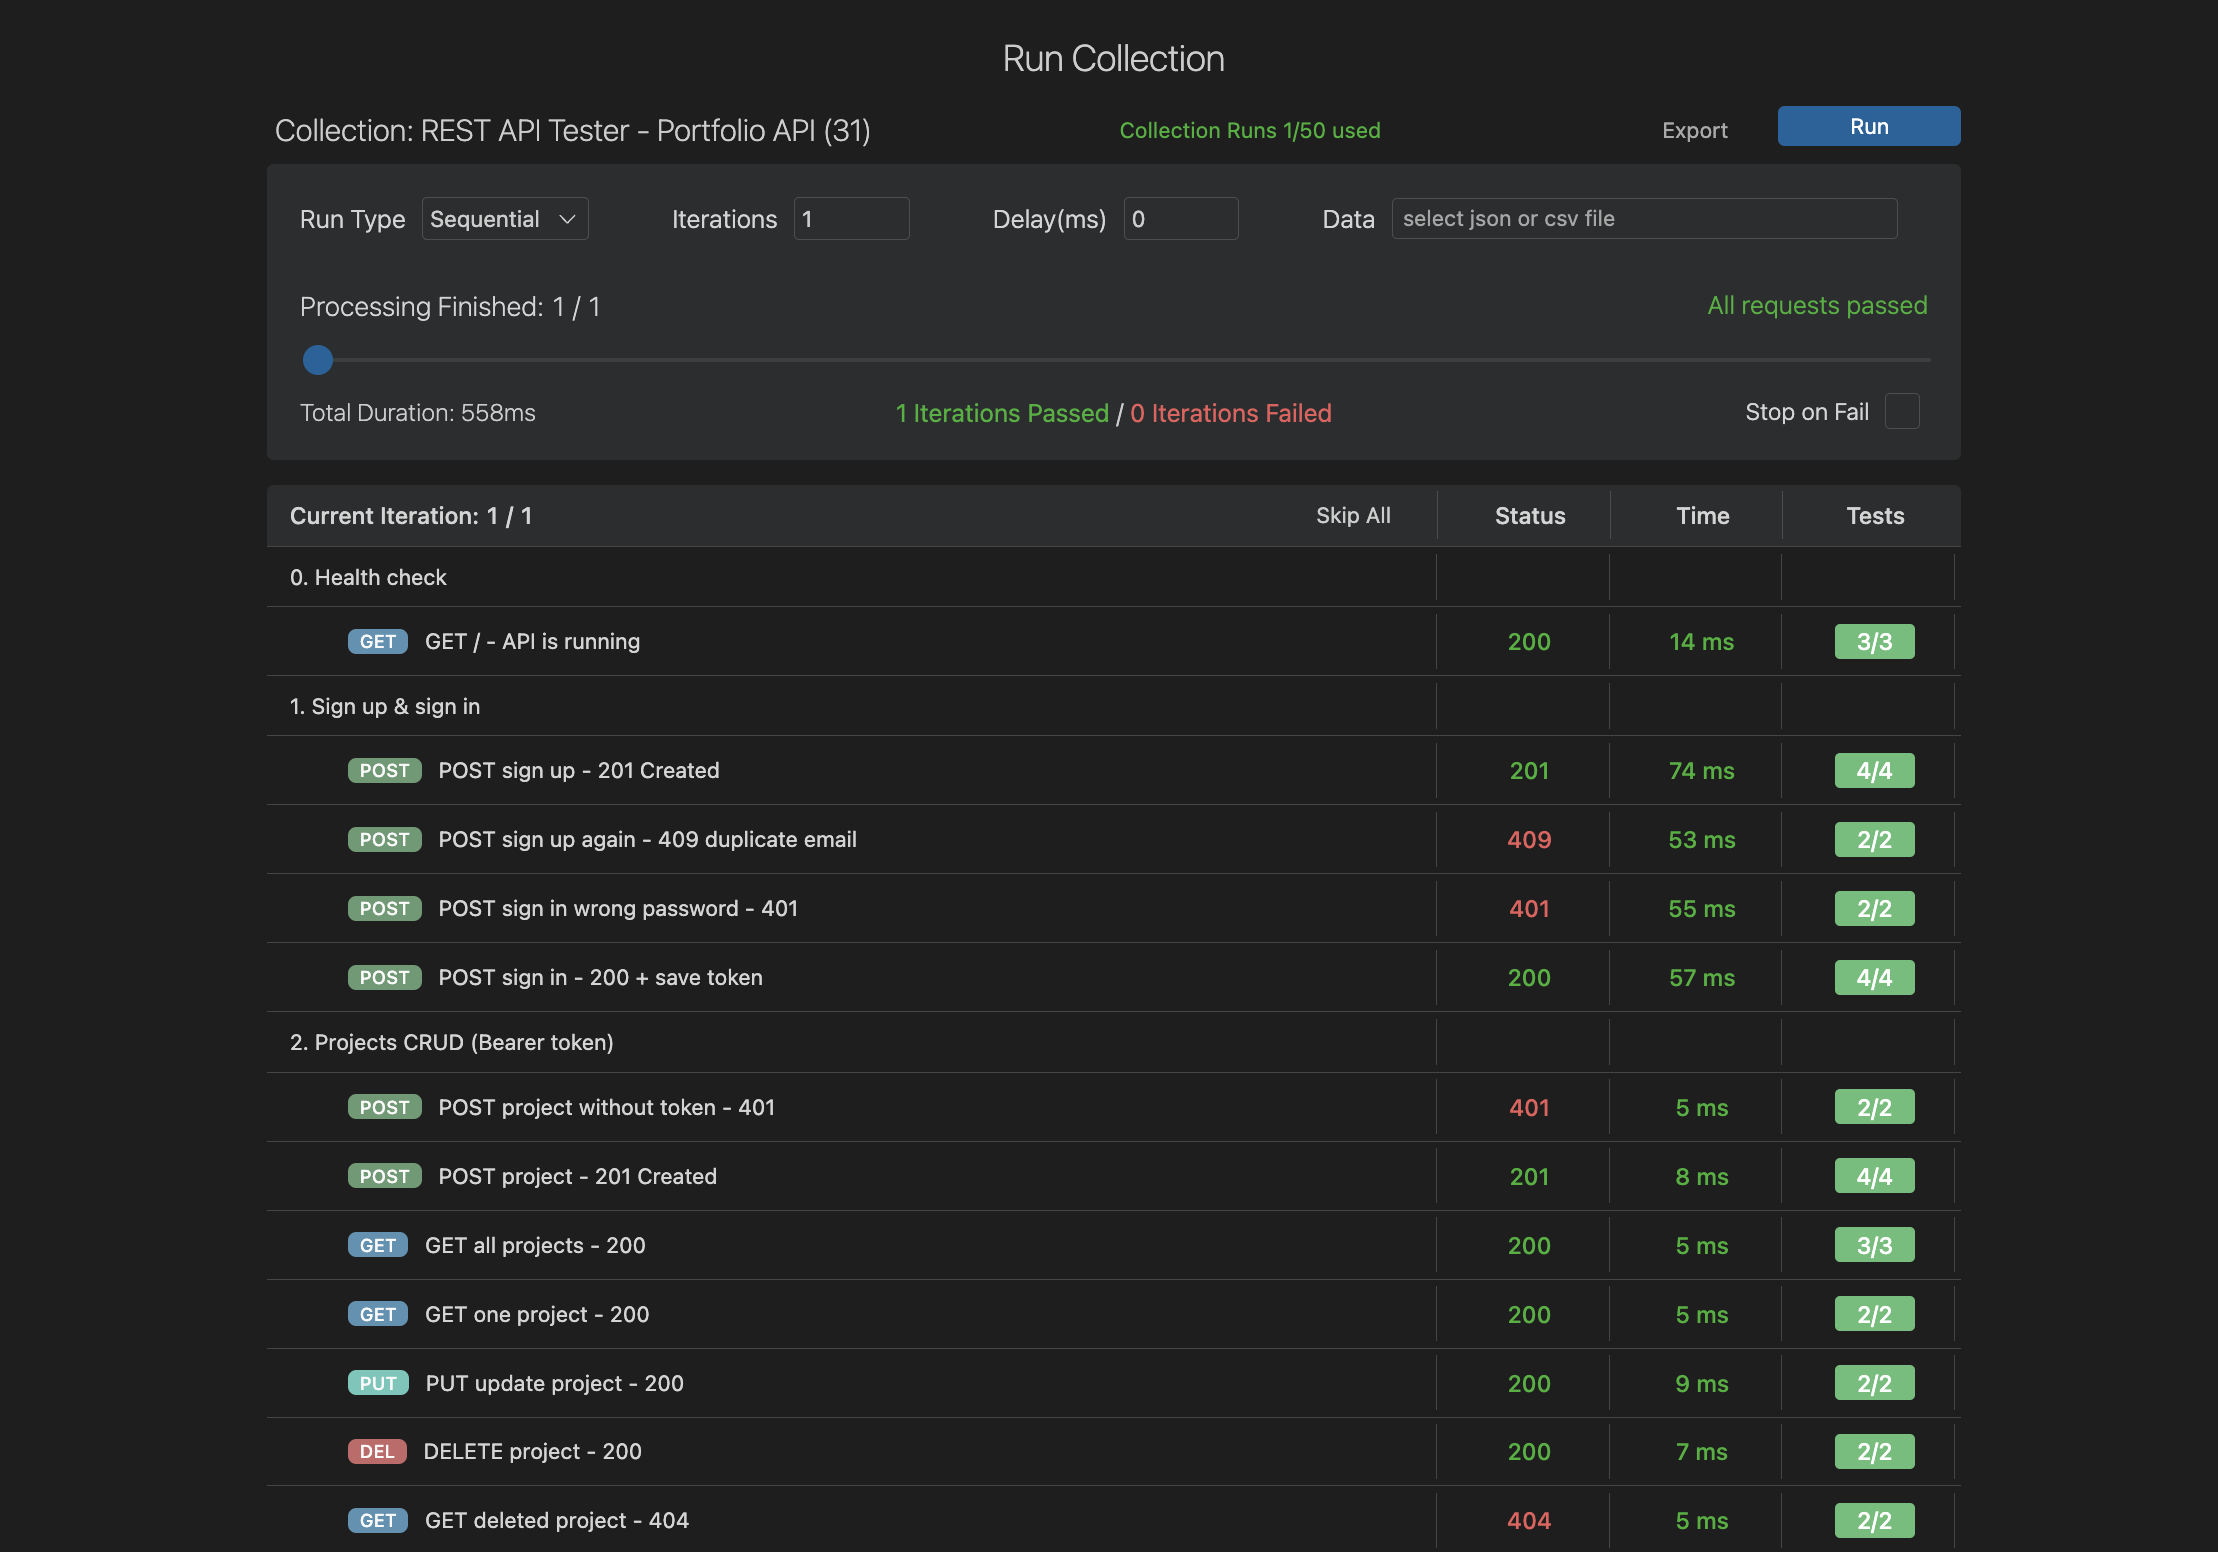 Run Collection
Collection: REST API Tester - Portfolio API (31)
Collection Runs 1/50 used
Export
Run
Run Type Sequential Iterations 1 Delay(ms) 0 Data select json or csv file
Processing Finished: 1 / 1
All requests passed
Total Duration: 558ms
1 Iterations Passed / 0 Iterations Failed
Stop on Fail
Current Iteration: 1 / 1 Skip All Status Time Tests
0. Health check
GET GET / - API is running 200 14 ms 3/3
1. Sign up & sign in
POST POST sign up - 201 Created 201 74 ms 4/4
POST POST sign up again - 409 duplicate email 409 53 ms 2/2
POST POST sign in wrong password - 401 401 55 ms 2/2
POST POST sign in - 200 + save token 200 57 ms 4/4
2. Projects CRUD (Bearer token)
POST POST project without token - 401 401 5 ms 2/2
POST POST project - 201 Created 201 8 ms 4/4
GET GET all projects - 200 200 5 ms 3/3
GET GET one project - 200 200 5 ms 2/2
PUT PUT update project - 200 200 9 ms 2/2
DEL DELETE project - 200 200 7 ms 2/2
GET GET deleted project - 404 404 5 ms 2/2